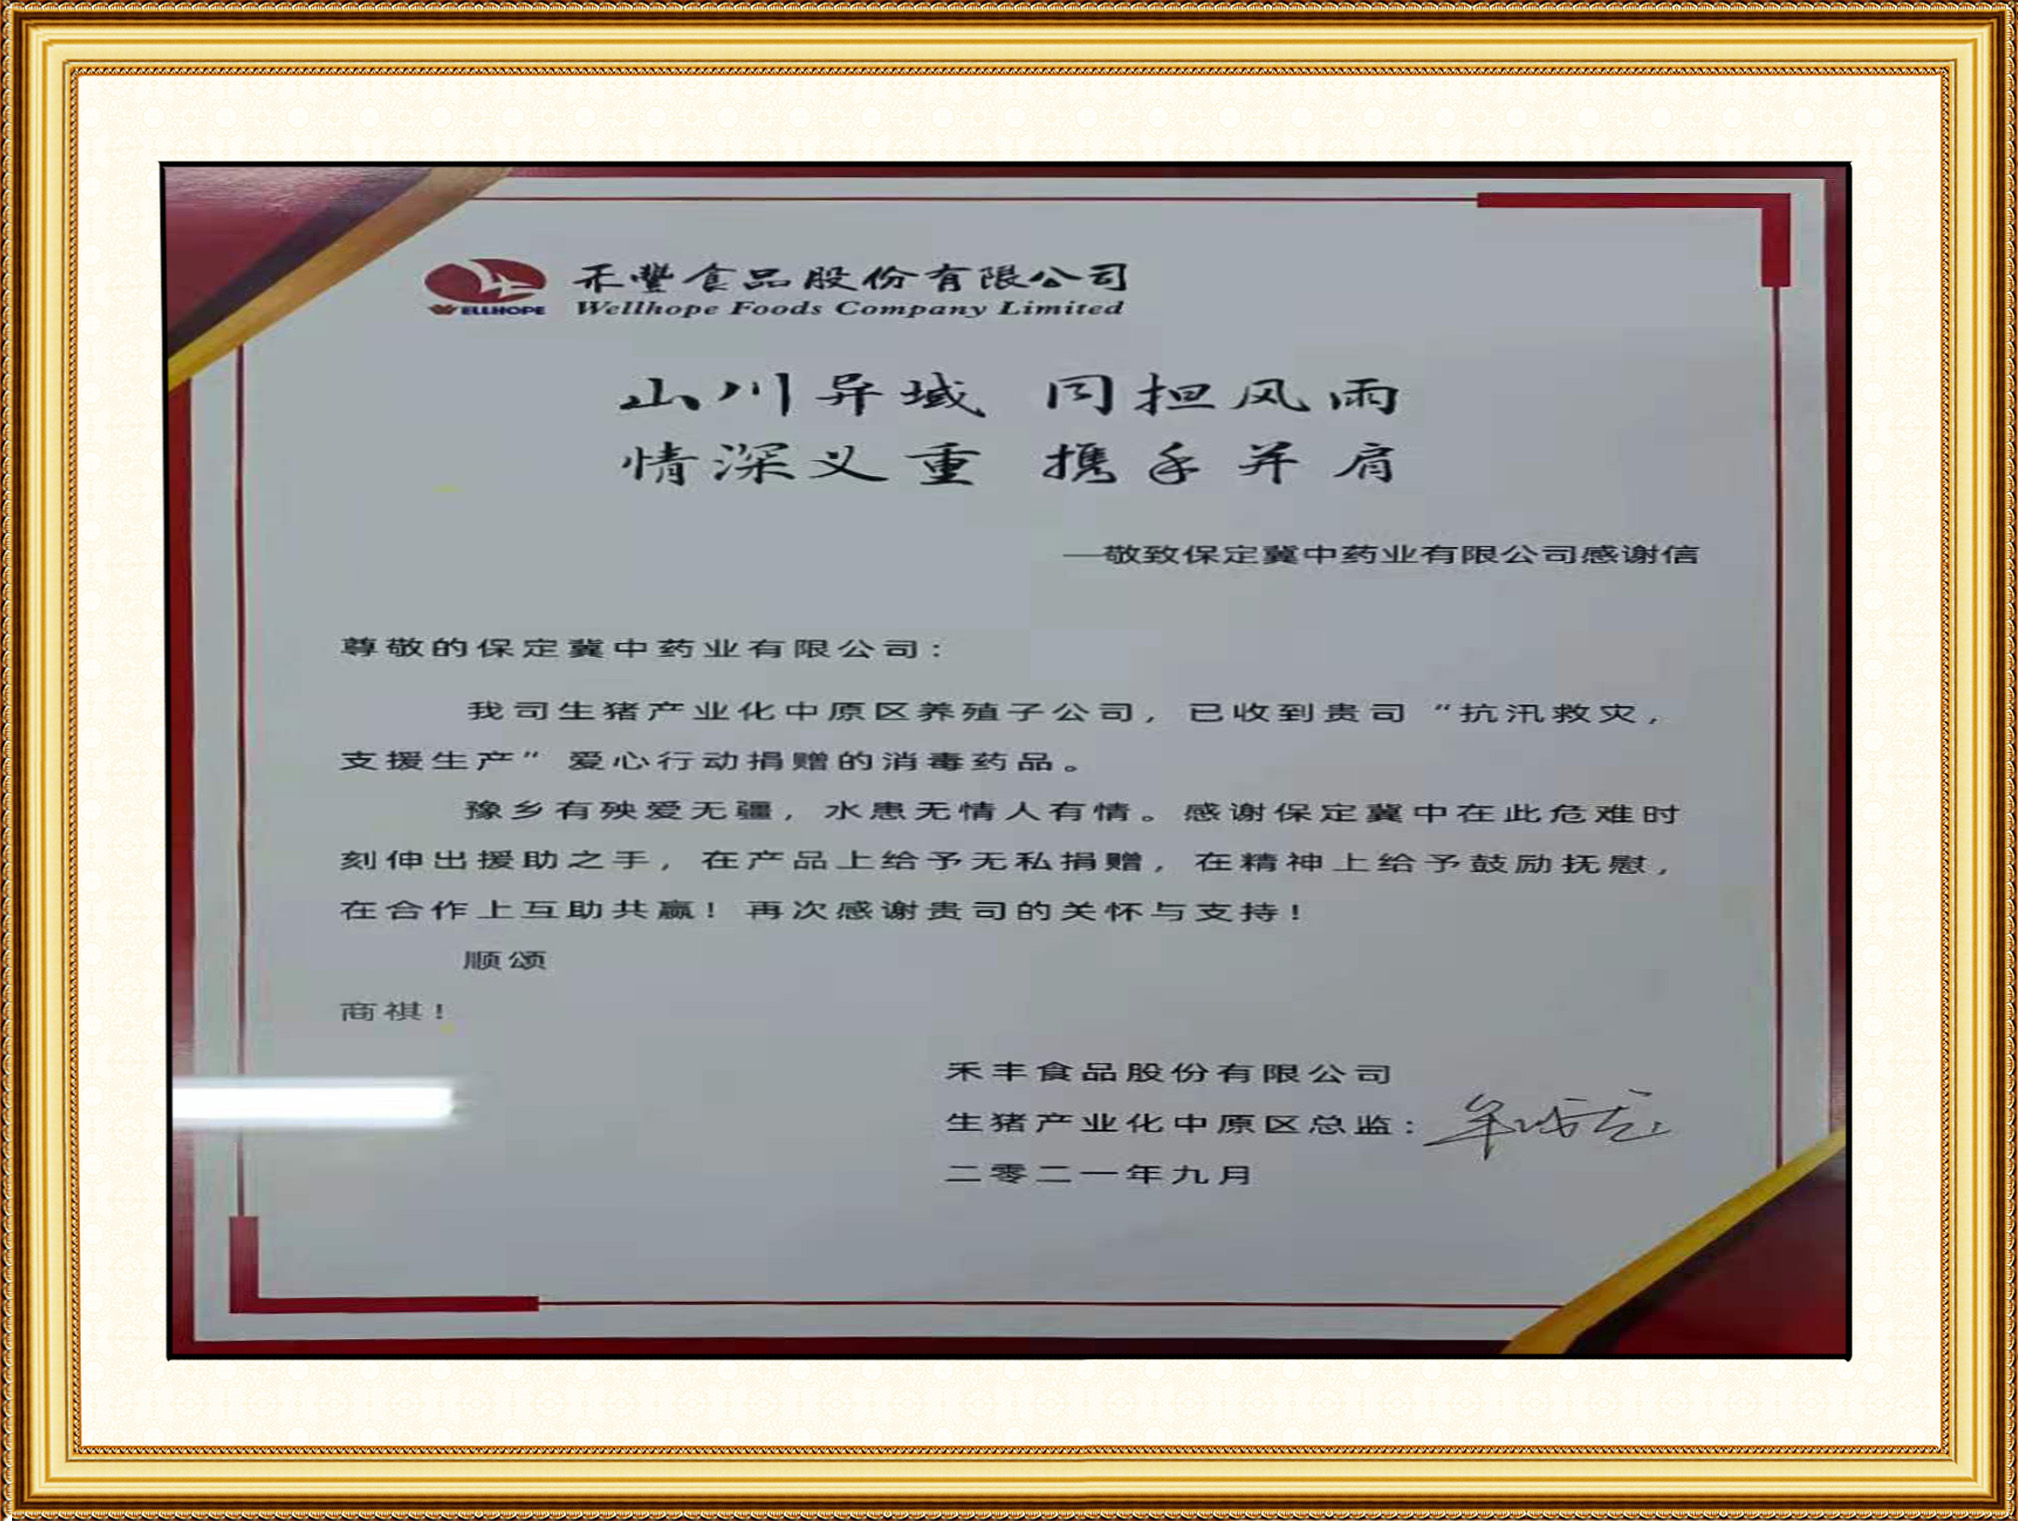 禾豐食品股份有限公司
WELLHOPE
Wellhope Foods Company Limited
山川异域 同担风雨
情深义重 携手并肩
—敬致保定冀中药业有限公司感谢信
尊敬的保定冀中药业有限公司：
我司生猪产业化中原区养殖子公司，已收到贵司“抗汛救灾，
支援生产”爱心行动捐赠的消毒药品。
豫乡有殃爱无疆，水患无情人有情。感谢保定冀中在此危难时
刻伸出援助之手，在产品上给予无私捐赠，在精神上给予鼓励抚慰，
在合作上互助共赢！再次感谢贵司的关怀与支持！
顺颂
商祺！
禾丰食品股份有限公司
生猪产业化中原区总监：
二零二一年九月